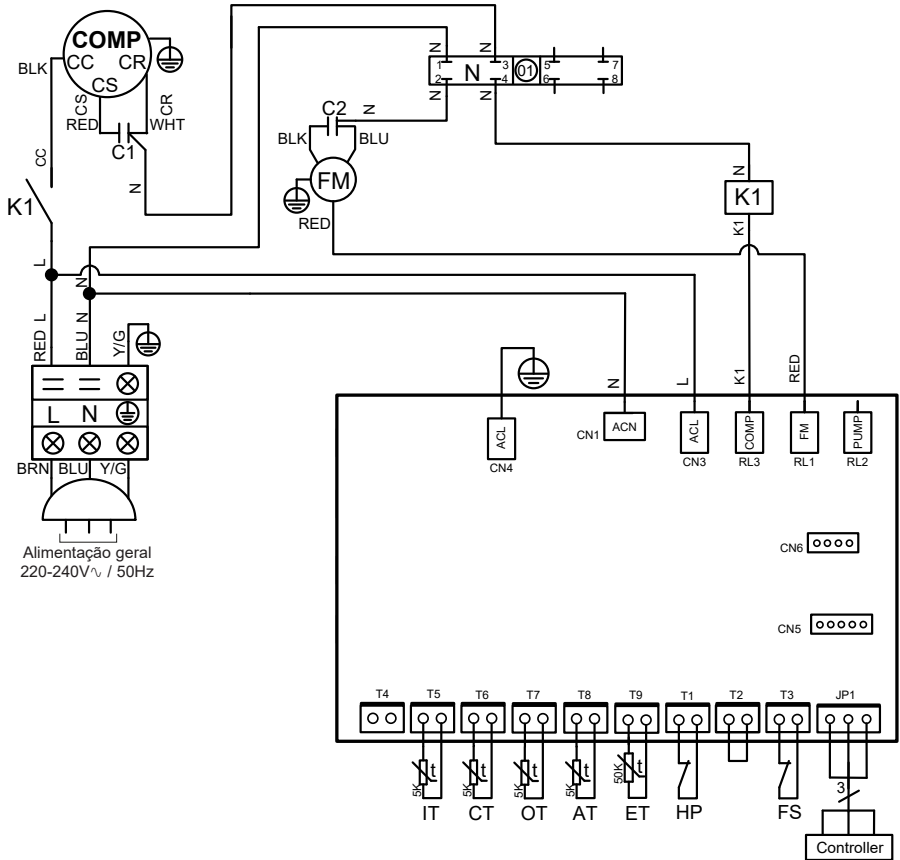 COMP
CC CR
CS
BLK
CS
RED
CR
WHT
C1
CC
N
K1
L
N
RED L
BLU N
Y/G
L N
BRN BLU Y/G
Alimentação geral
220-240V∿ / 50Hz
N N
1 3 5 7
N 01
2 4 6 8
N N
C2 N
BLK BLU
FM
RED
N
K1
K1
N L K1 RED
ACL ACN ACL COMP FM PUMP
CN4 CN1 CN3 RL3 RL1 RL2
CN6
CN5
T4 T5 T6 T7 T8 T9 T1 T2 T3 JP1
5K t 5K t 5K t 5K t 50K t 3
IT CT OT AT ET HP FS
Controller